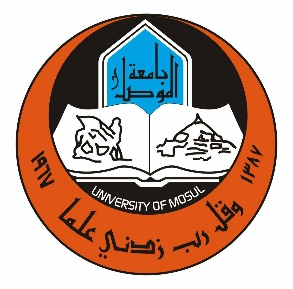 جامعة
الموصل
UNIVERSITY OF MOSUL
١٩٦٧
١٣٨٧
وقل رب زدني علما